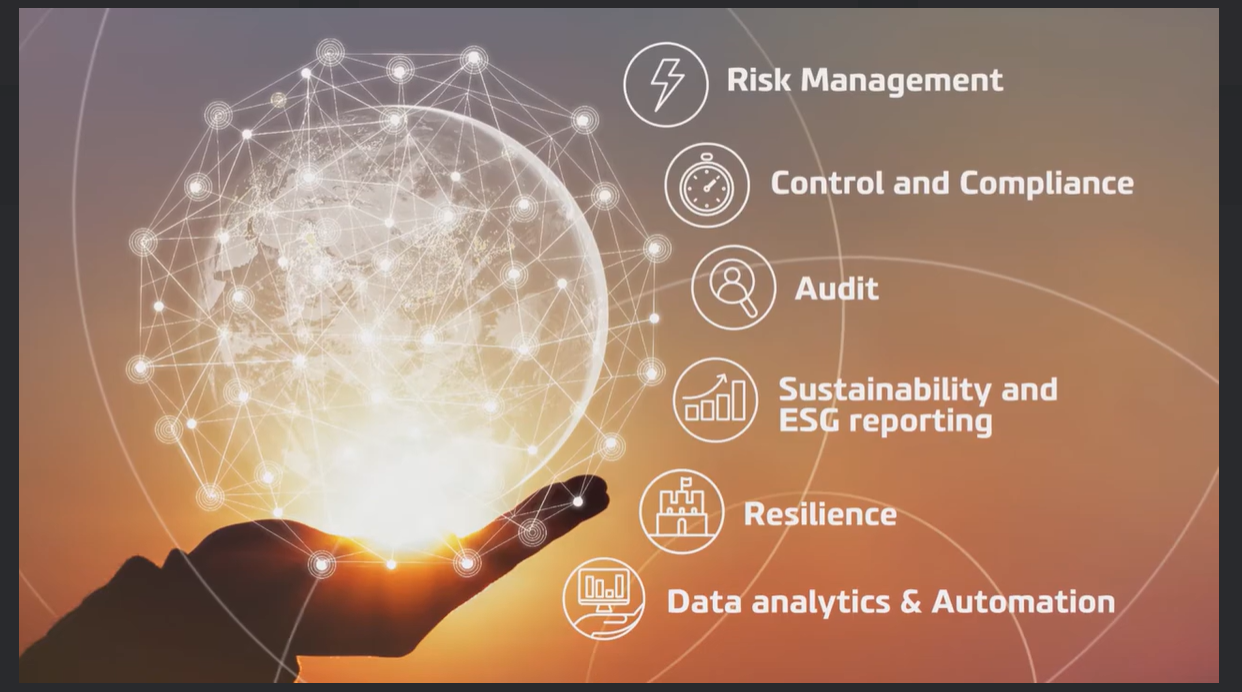 Risk Management
Control and Compliance
Audit
Sustainability and
ESG reporting
Resilience
Data analytics & Automation